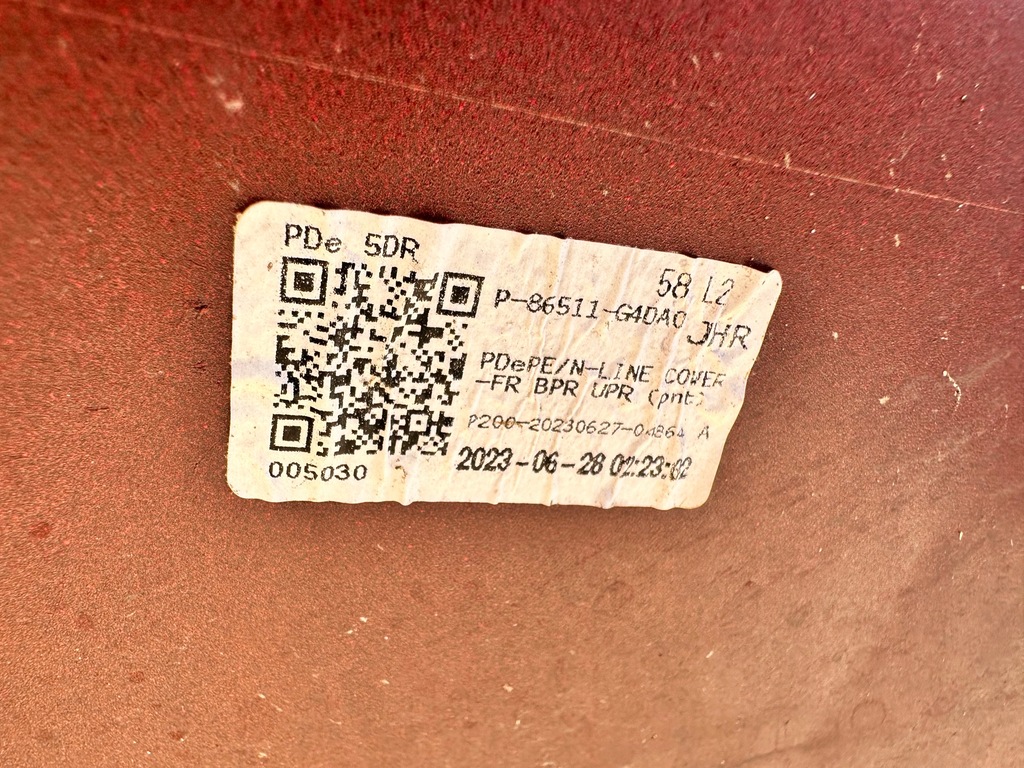 PDe 5DR
58 L2
P-86511-G4DA0 JHR
PDePE/N-LINE COVER
-FR BPR UPR (pnt)
P200-20230627-04864 A
2023-06-28 02:23:02
005030